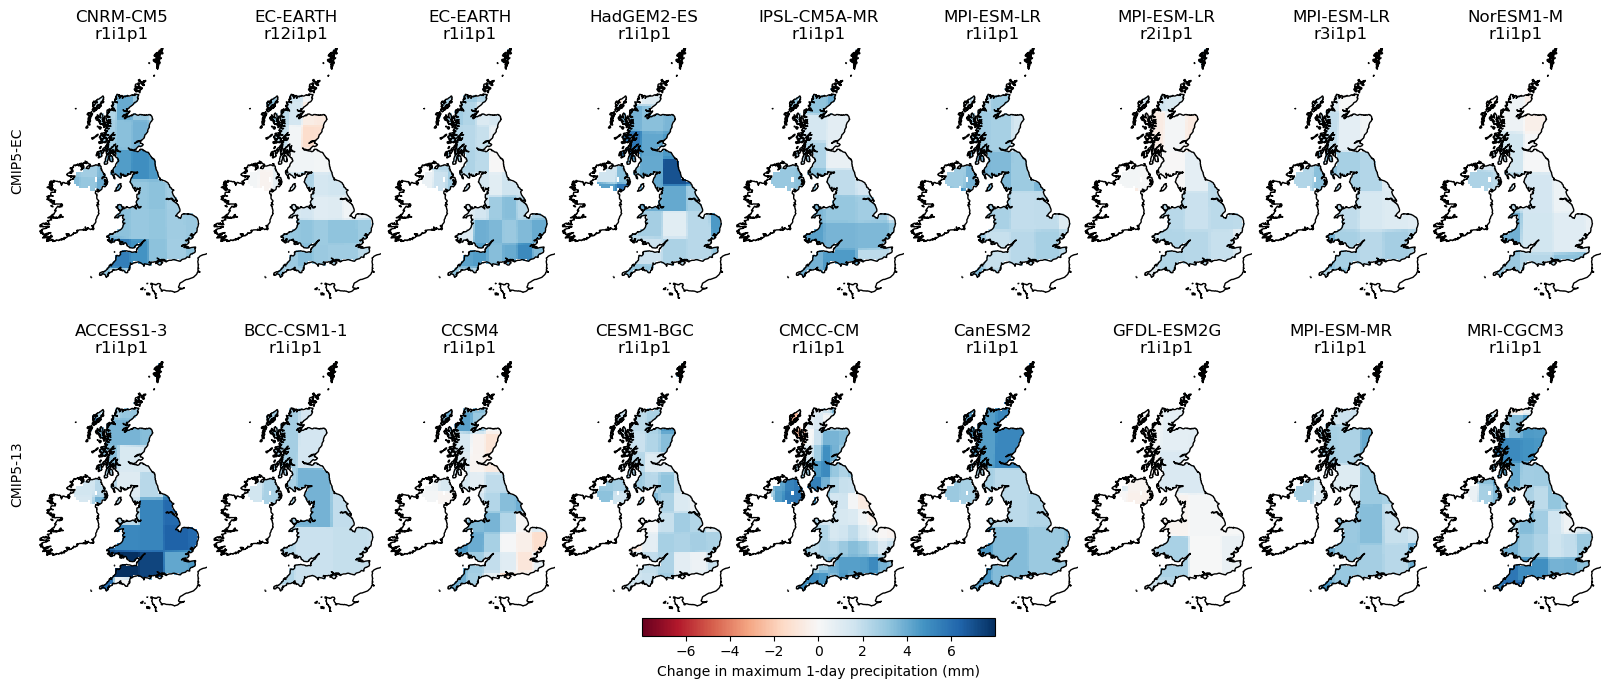 CNRM-CM5 EC-EARTH EC-EARTH HadGEM2-ES IPSL-CM5A-MR MPI-ESM-LR MPI-ESM-LR MPI-ESM-LR NorESM1-M
r1i1p1 r12i1p1 r1i1p1 r1i1p1 r1i1p1 r1i1p1 r2i1p1 r3i1p1 r1i1p1
CMIP5-EC
ACCESS1-3 BCC-CSM1-1 CCSM4 CESM1-BGC CMCC-CM CanESM2 GFDL-ESM2G MPI-ESM-MR MRI-CGCM3
r1i1p1 r1i1p1 r1i1p1 r1i1p1 r1i1p1 r1i1p1 r1i1p1 r1i1p1 r1i1p1
CMIP5-13
−6 −4 −2 0 2 4 6
Change in maximum 1-day precipitation (mm)